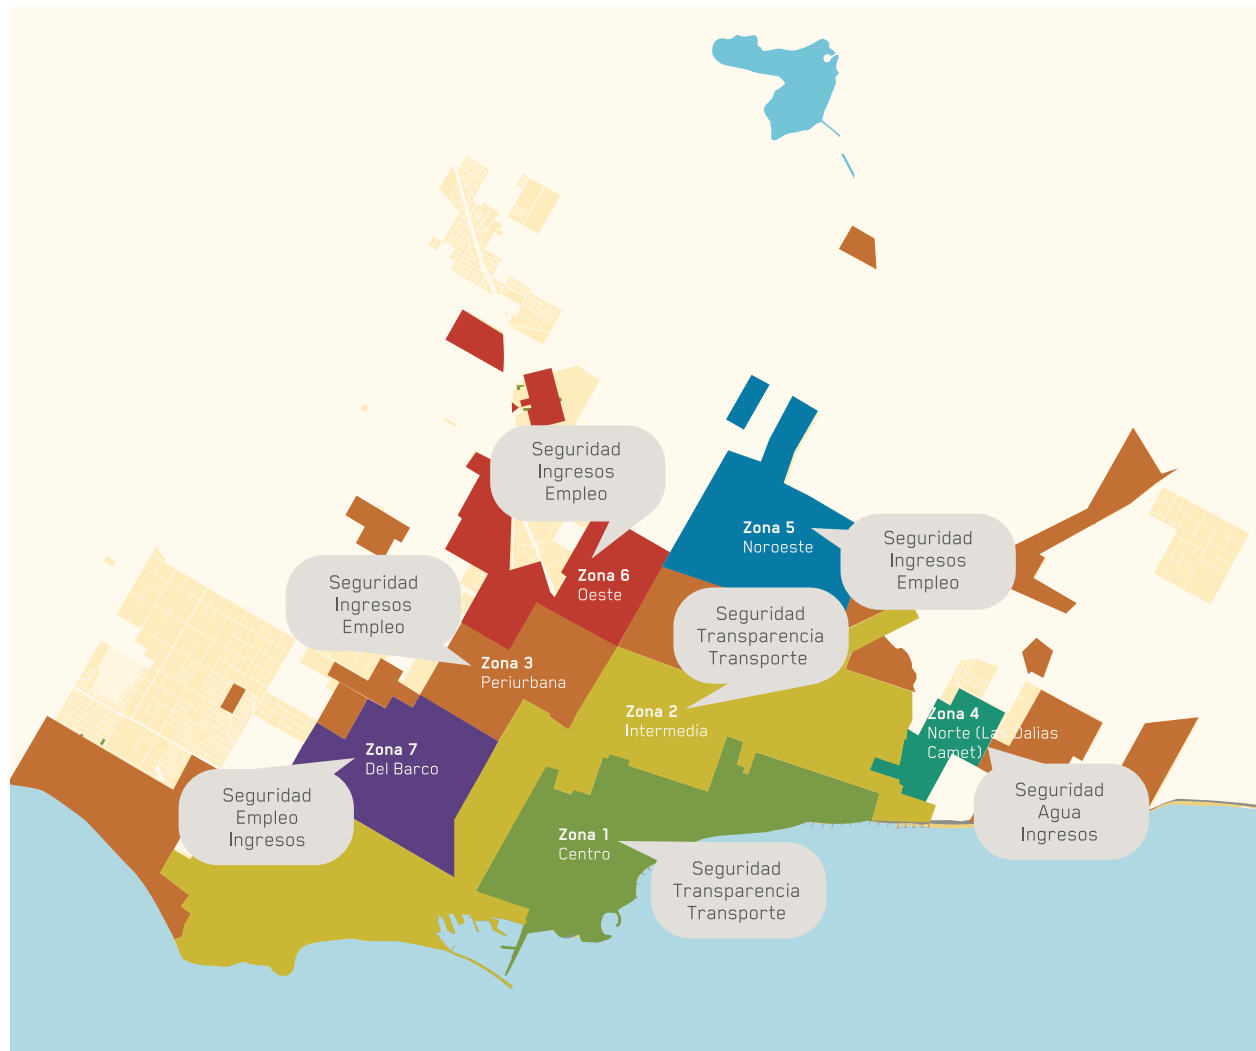 Seguridad
Ingresos
Empleo
Zona 5
Noroeste
Seguridad
Ingresos
Empleo
Zona 6
Oeste
Seguridad
Ingresos
Empleo
Seguridad
Transparencia
Transporte
Zona 3
Periurbana
Zona 2
Intermedia
Zona 4
Norte (Las Dalias
Camet)
Zona 7
Del Barco
Seguridad
Empleo
Ingresos
Seguridad
Agua
Ingresos
Zona 1
Centro
Seguridad
Transparencia
Transporte